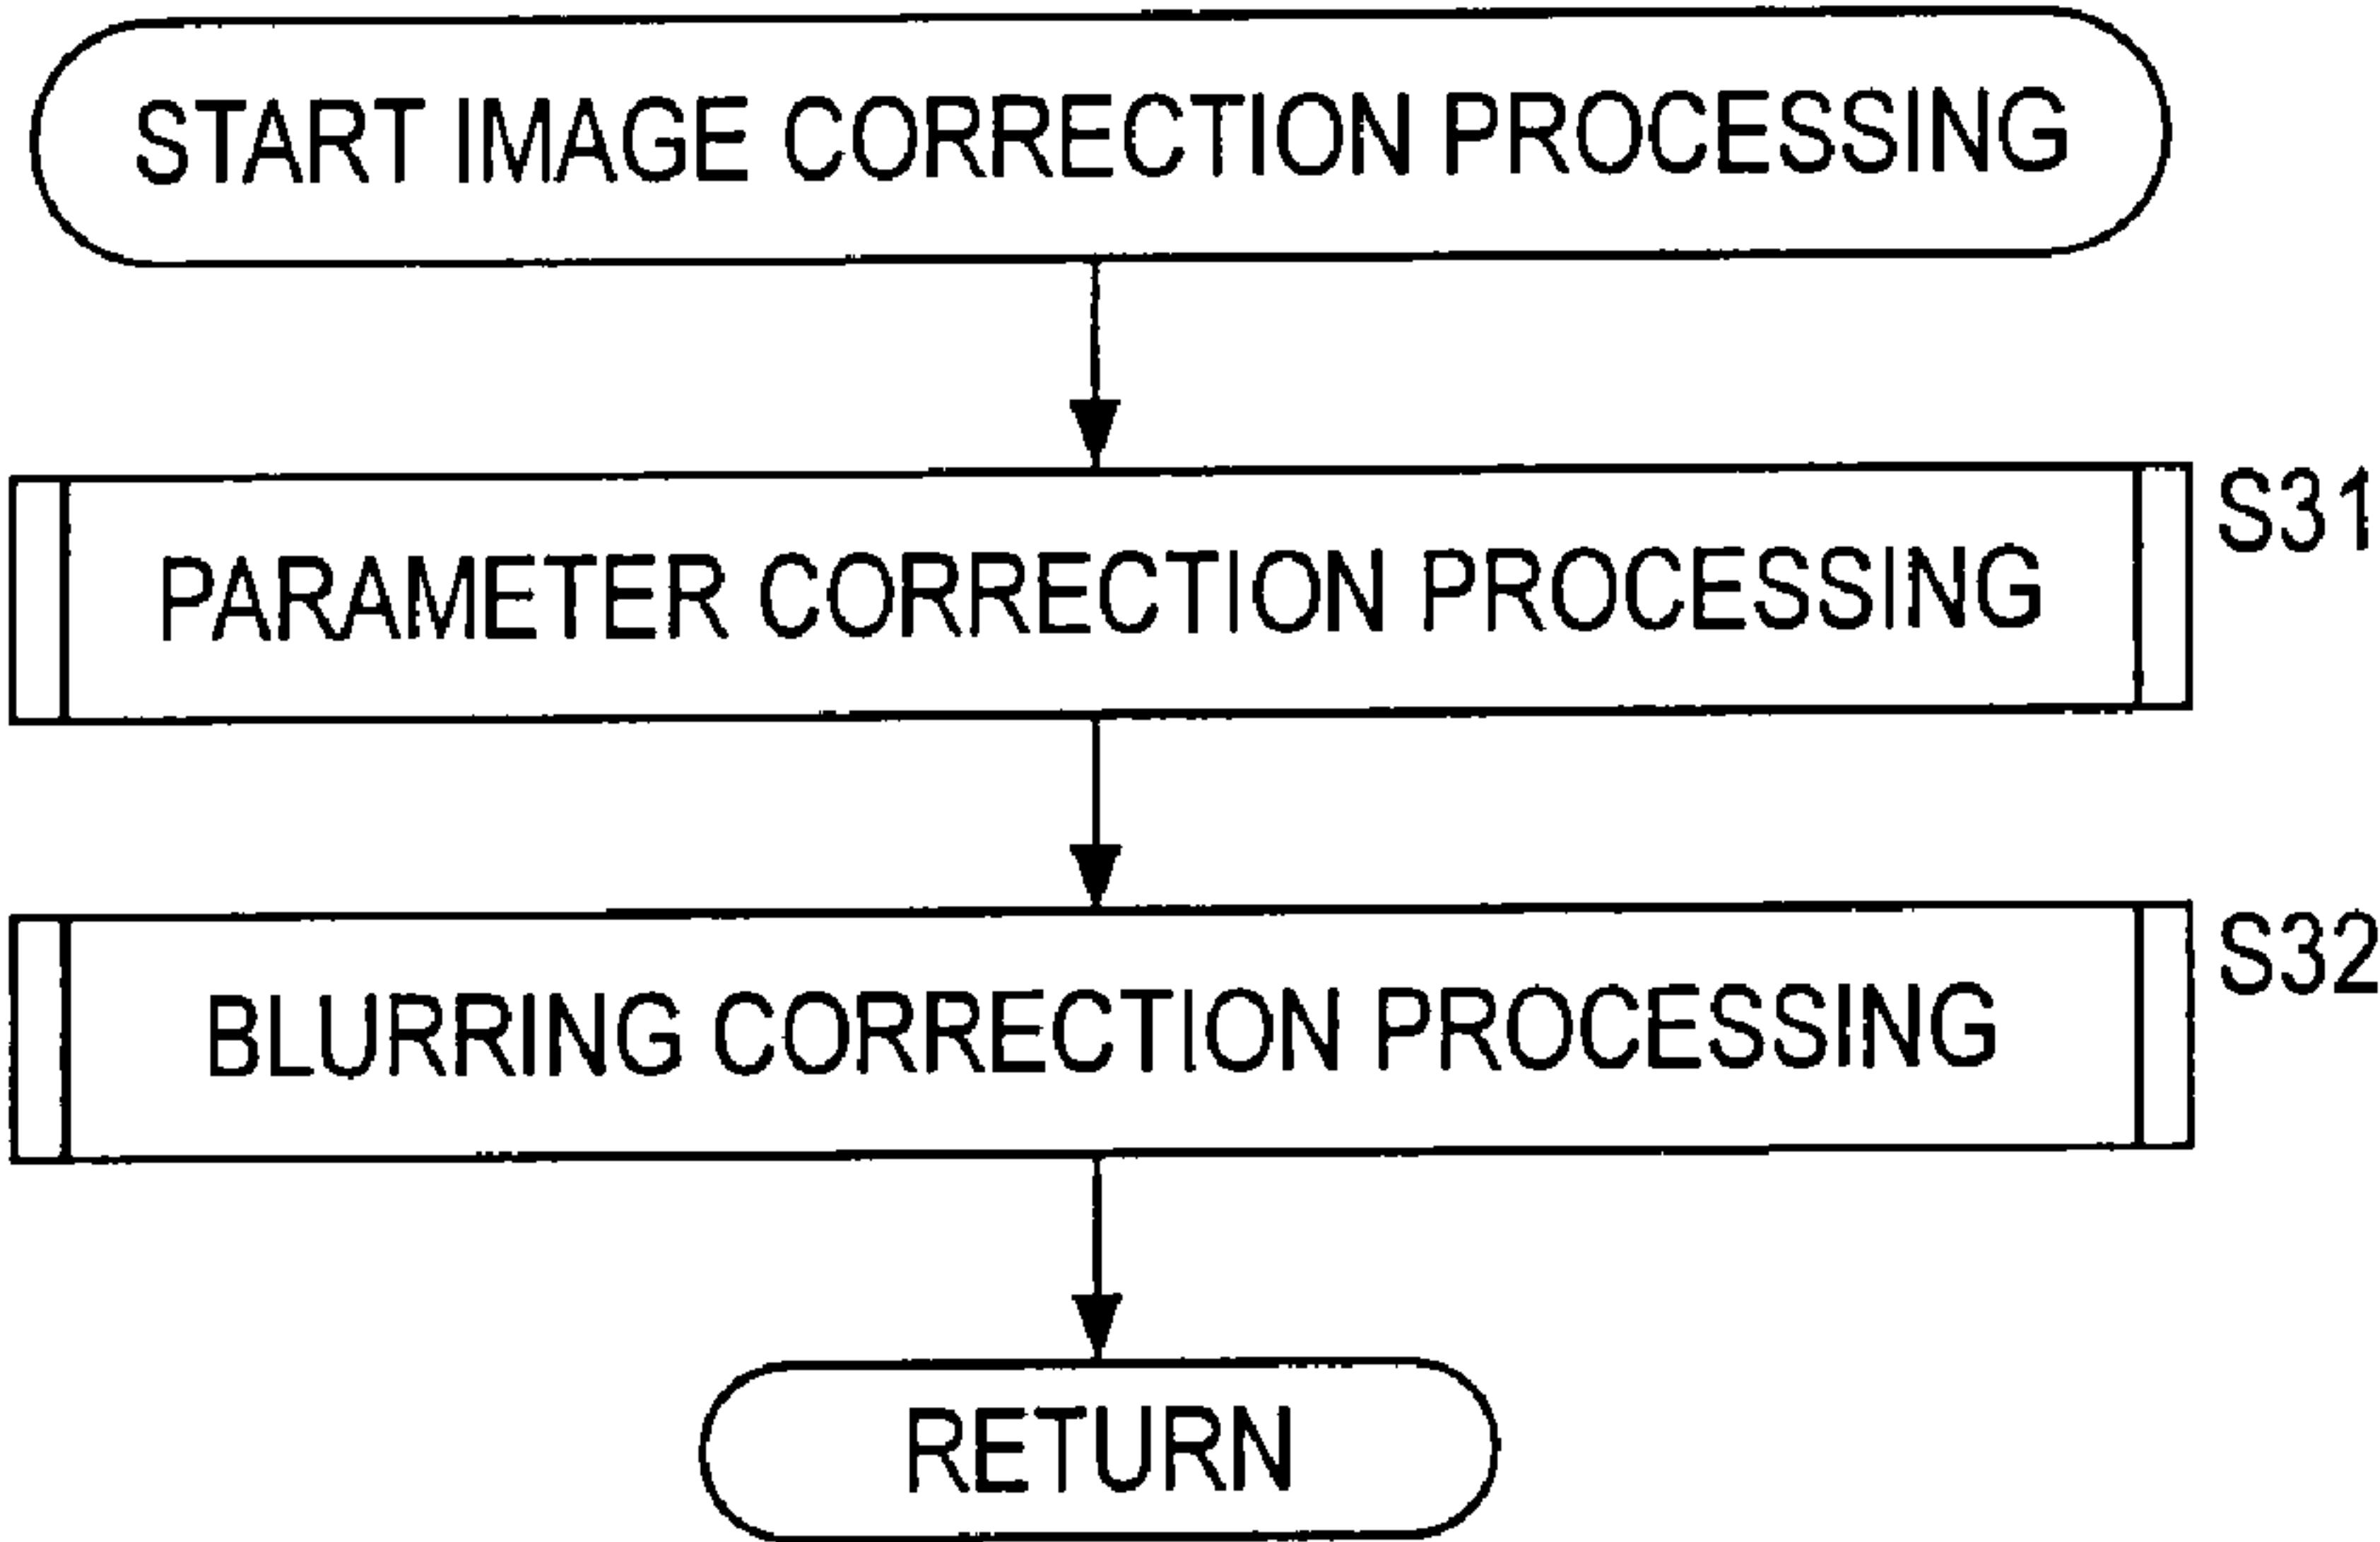 START IMAGE CORRECTION PROCESSING
PARAMETER CORRECTION PROCESSING
S31
BLURRING CORRECTION PROCESSING
S32
RETURN